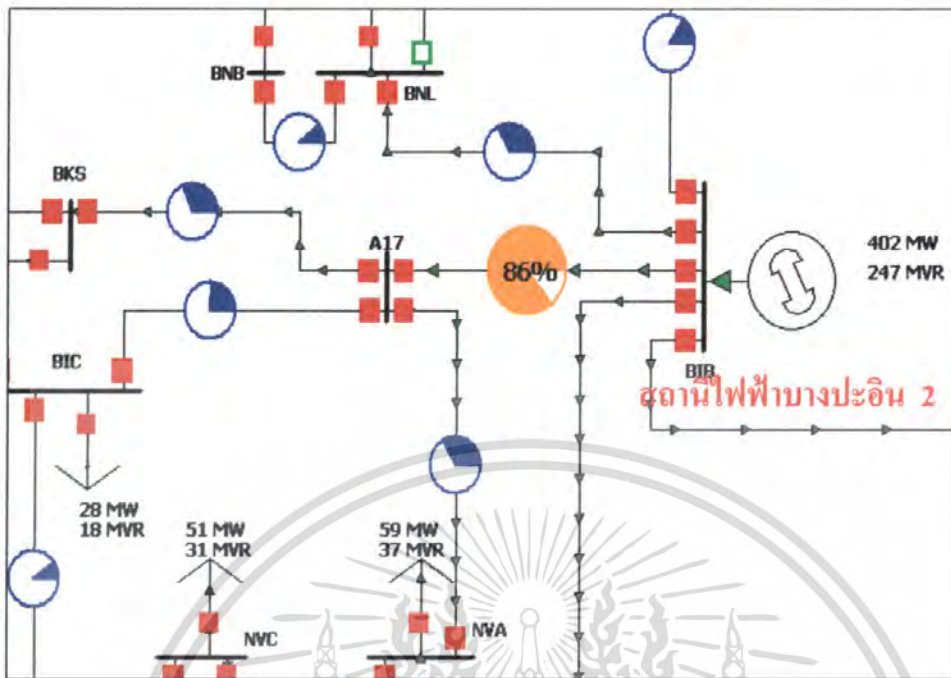 BNB
BNL
BKS
A17
86%
402 MW
247 MVR
BIC
BIB
สถานีไฟฟ้าบางปะอิน 2
28 MW
18 MVR
51 MW
31 MVR
59 MW
37 MVR
NVC
NVA